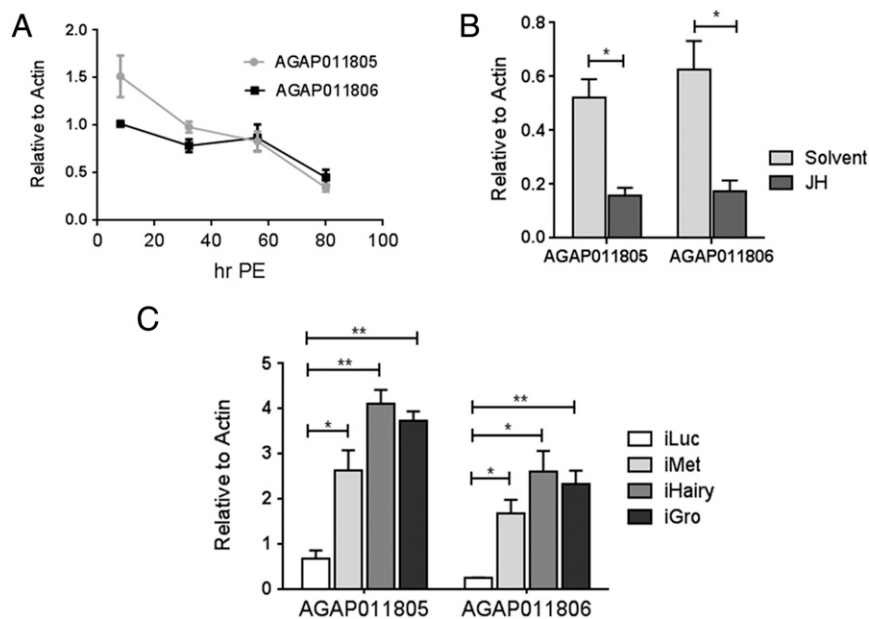 A
Relative to Actin
2.0
1.5
1.0
0.5
0.0
0
20
40
60
80
100
hr PE
AGAP011805
AGAP011806
B
Relative to Actin
0.8
0.6
0.4
0.2
0.0
*
*
AGAP011805
AGAP011806
Solvent
JH
C
Relative to Actin
5
4
3
2
1
0
**
**
*
**
*
*
AGAP011805
AGAP011806
iLuc
iMet
iHairy
iGro